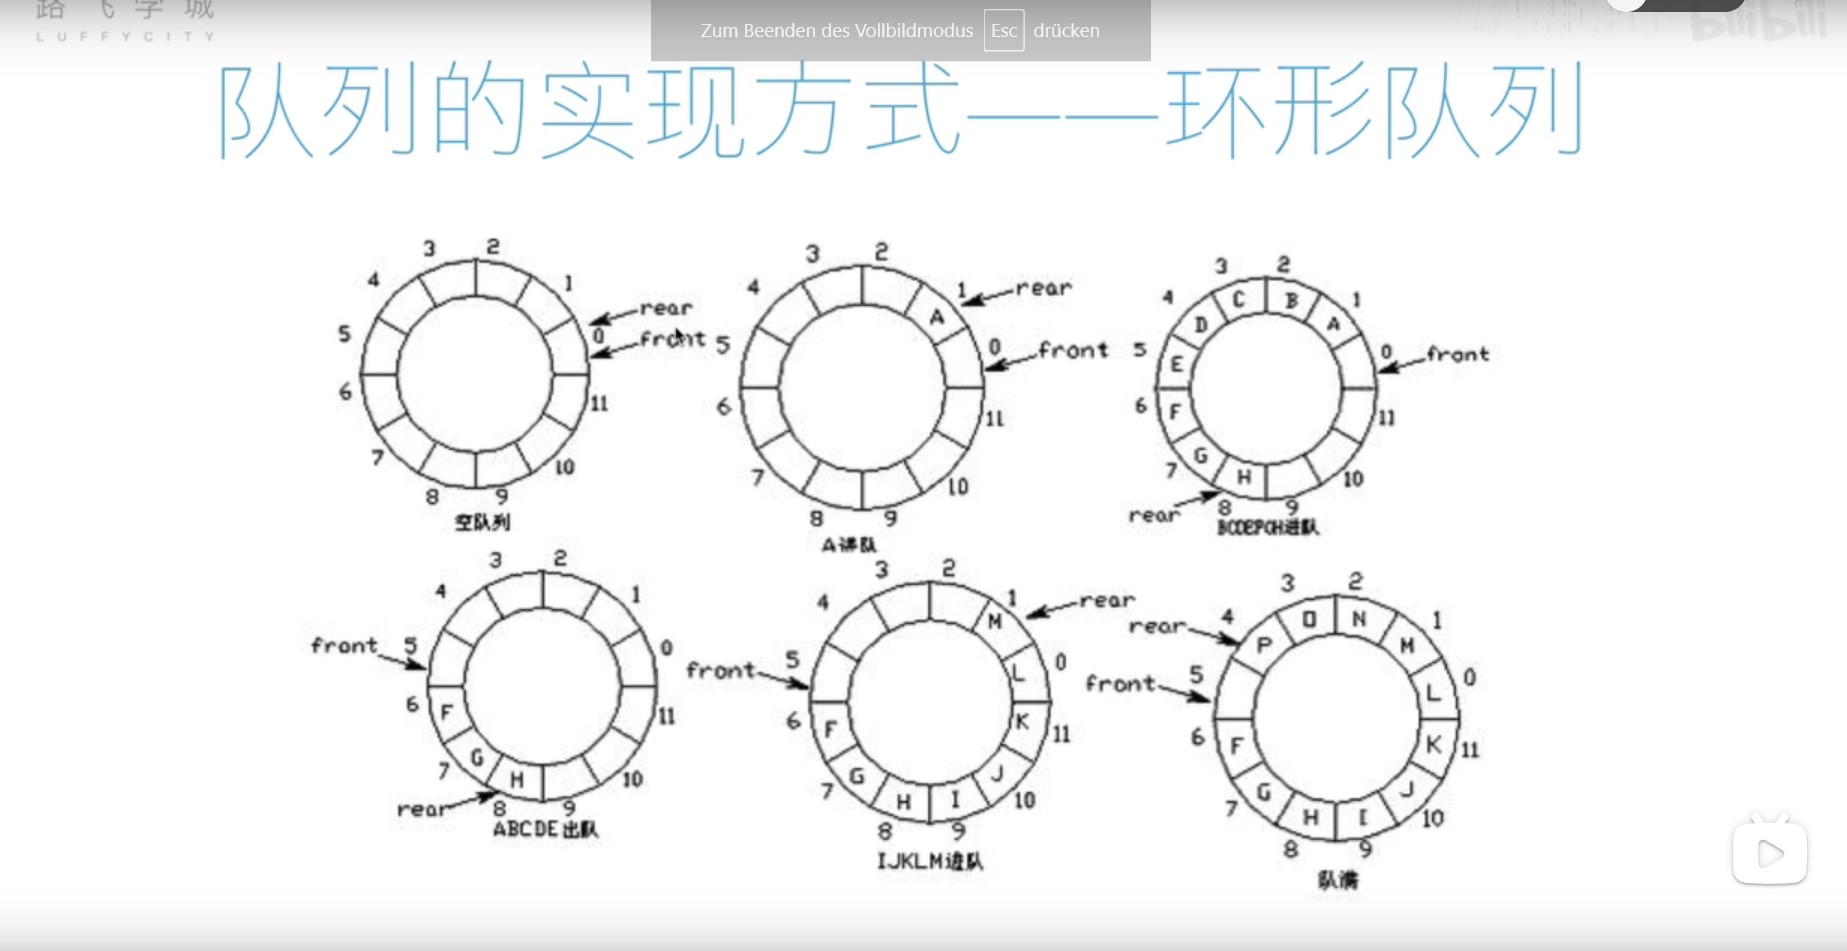 路飞学城
LUFFYCITY
Zum Beenden des Vollbildmodus Esc drücken
bilibili
队列的实现方式——环形队列
3 2
4 1
rear
5 0
front
6 11
7 10
8 9
空队列
3 2
4 1 rear
A
5 0 front
6 11
7 10
8 9
A进队
3 2
4 C B 1
D A
5 E 0 front
6 F 11
7 G H 10
rear 8 9
BCDEFGH进队
3 2
4 1
front 5 0
6 F 11
7 G H 10
rear 8 9
ABCDE出队
3 2
4 1 rear
M
front 5 L 0
6 F K 11
7 G H I J 10
8 9
IJKLM进队
3 2
rear 4 P O N M 1
front 5 L 0
6 F K 11
7 G H I J 10
8 9
队满